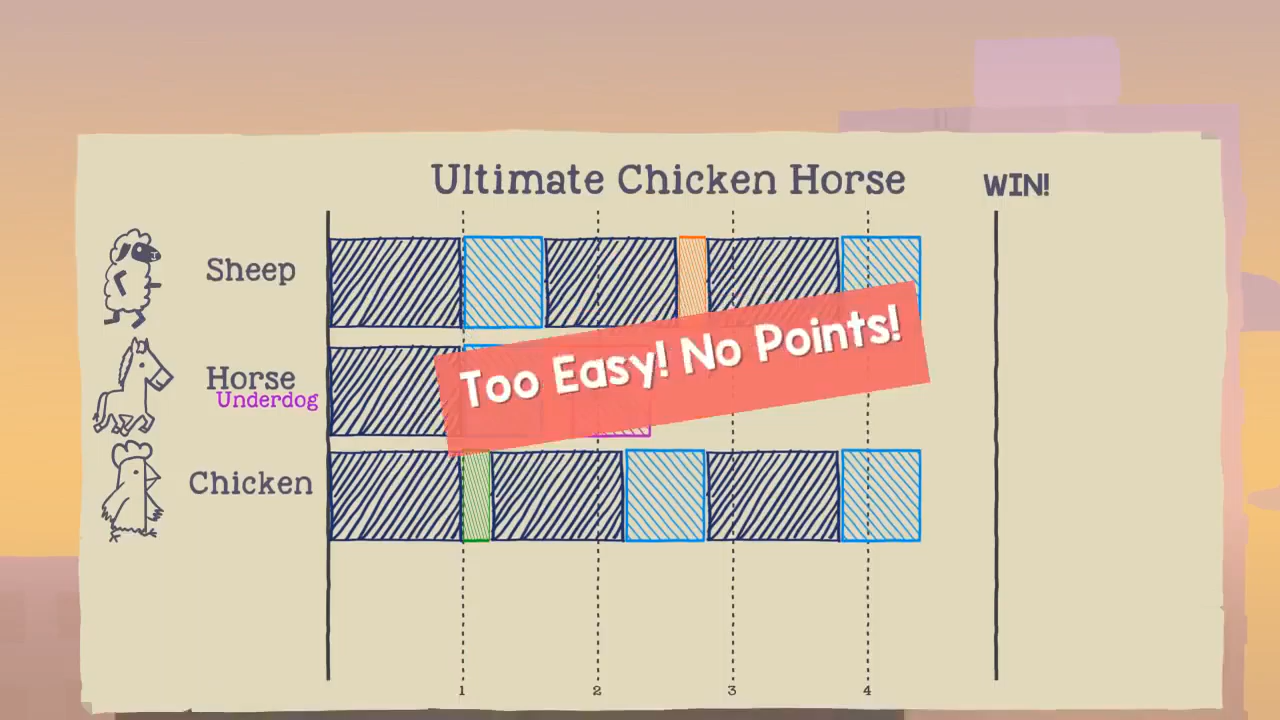 Ultimate Chicken Horse
WIN!
Sheep
Horse
Underdog
Too Easy! No Points!
Chicken
1 2 3 4